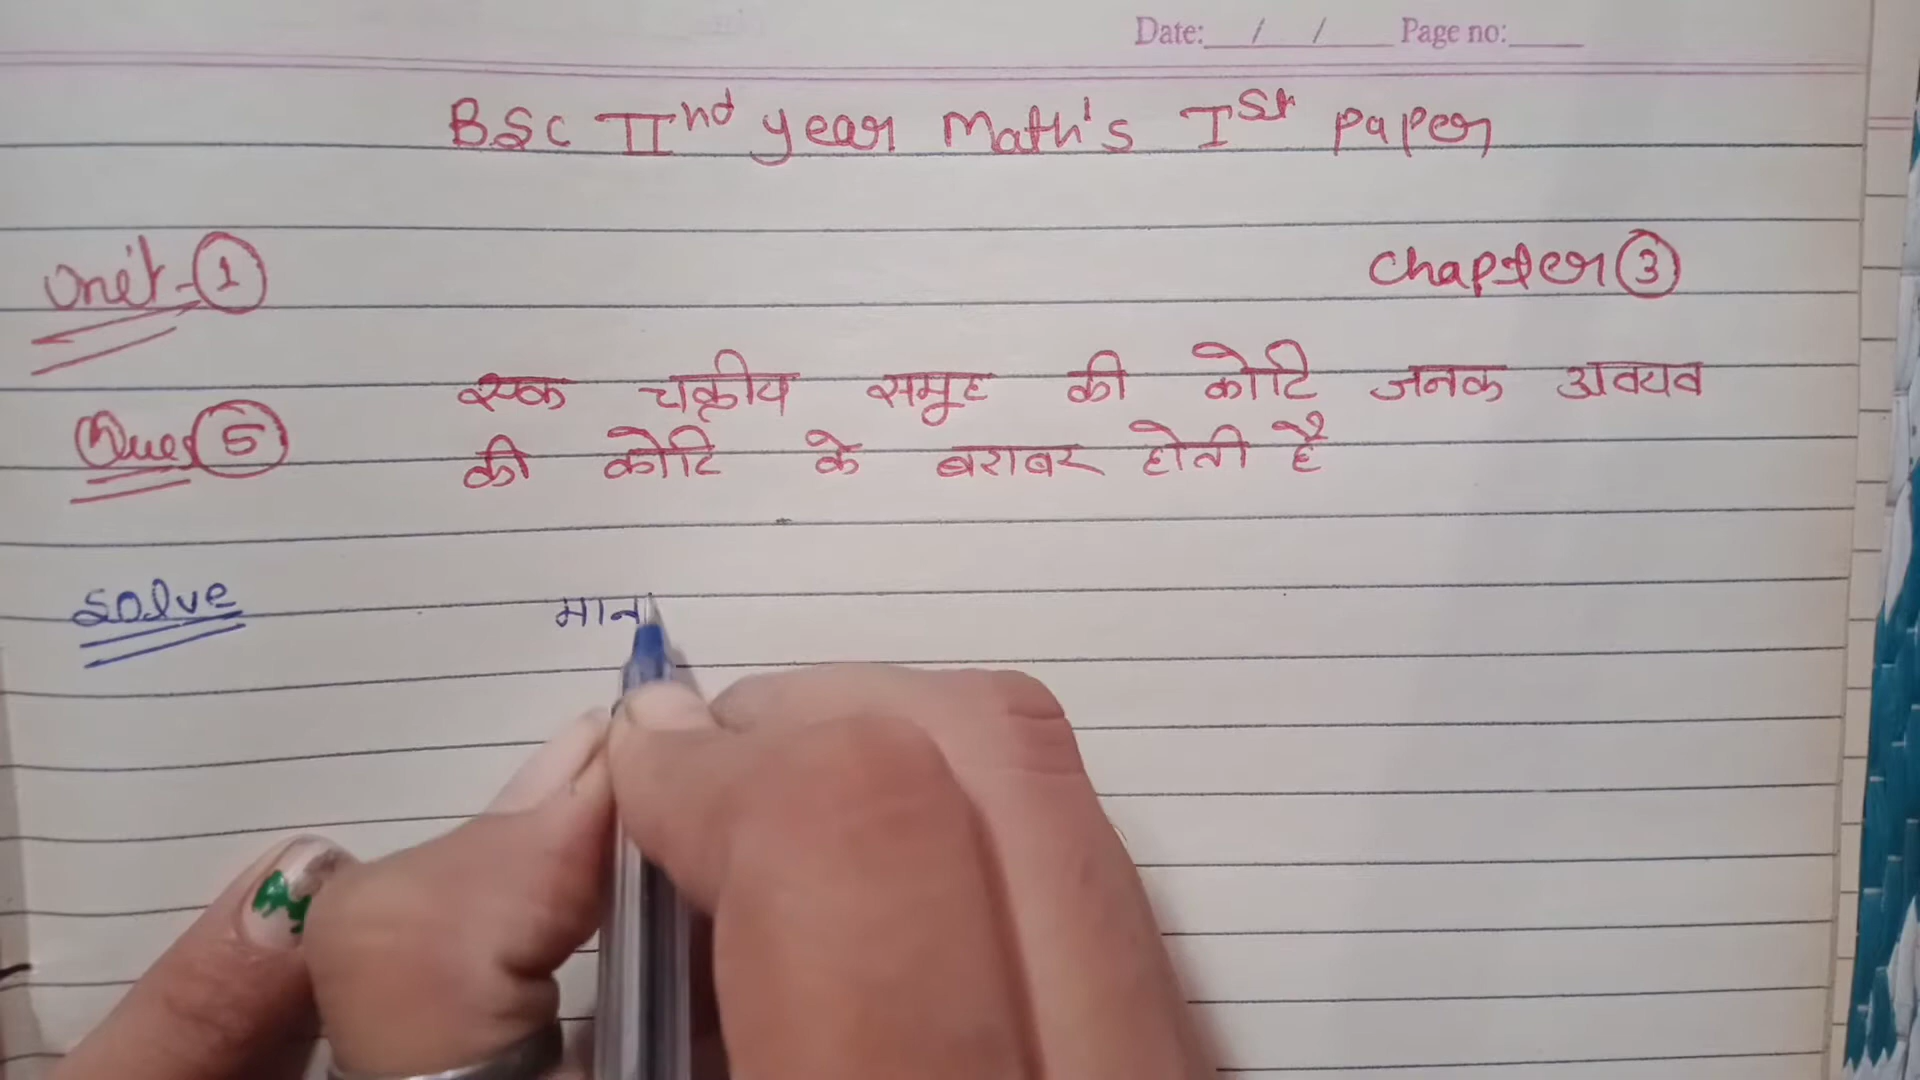 Date: / / Page no:
BSc IInd year Math's ISt paper
Unit - 1
Chapter 3
Ques 5 एक चक्रीय समूह की कोटि जनक अवयव
की कोटि के बराबर होती है
Solve मान